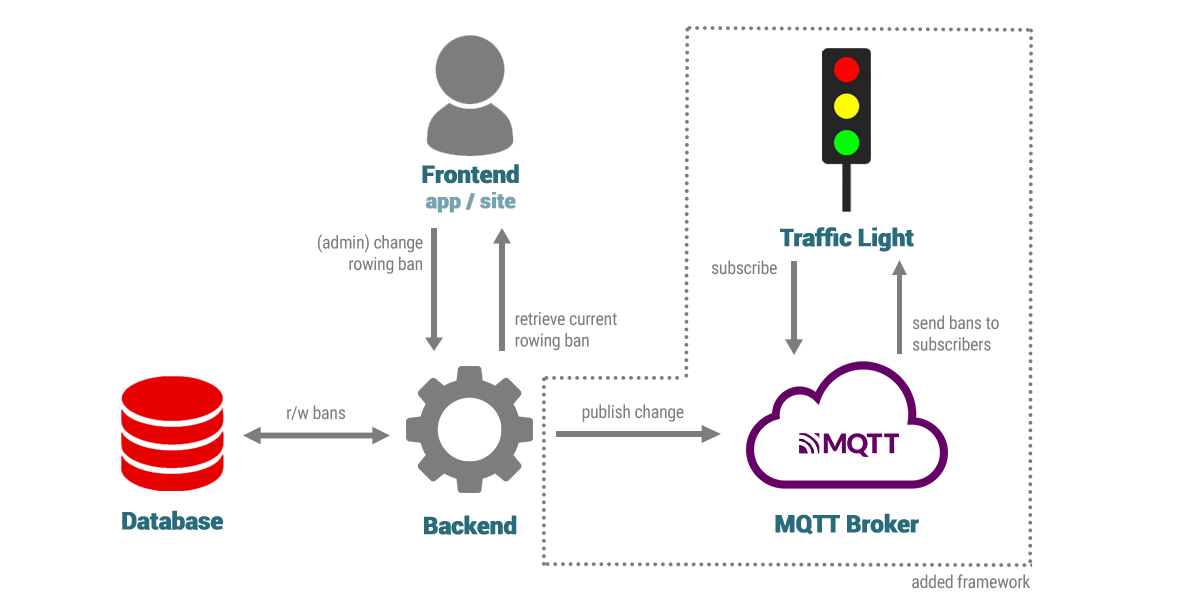 Frontend
app / site
(admin) change
rowing ban
retrieve current
rowing ban
Traffic Light
subscribe
send bans to
subscribers
r/w bans
publish change
MQTT
Database
Backend
MQTT Broker
added framework